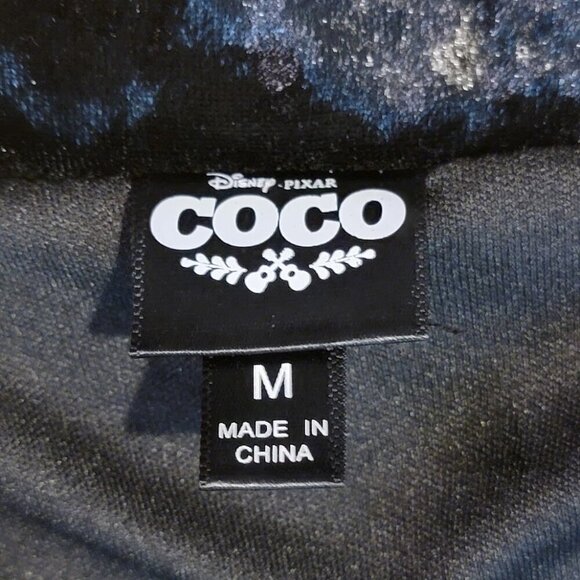 Disney · PIXAR
COCO
M
MADE IN
CHINA